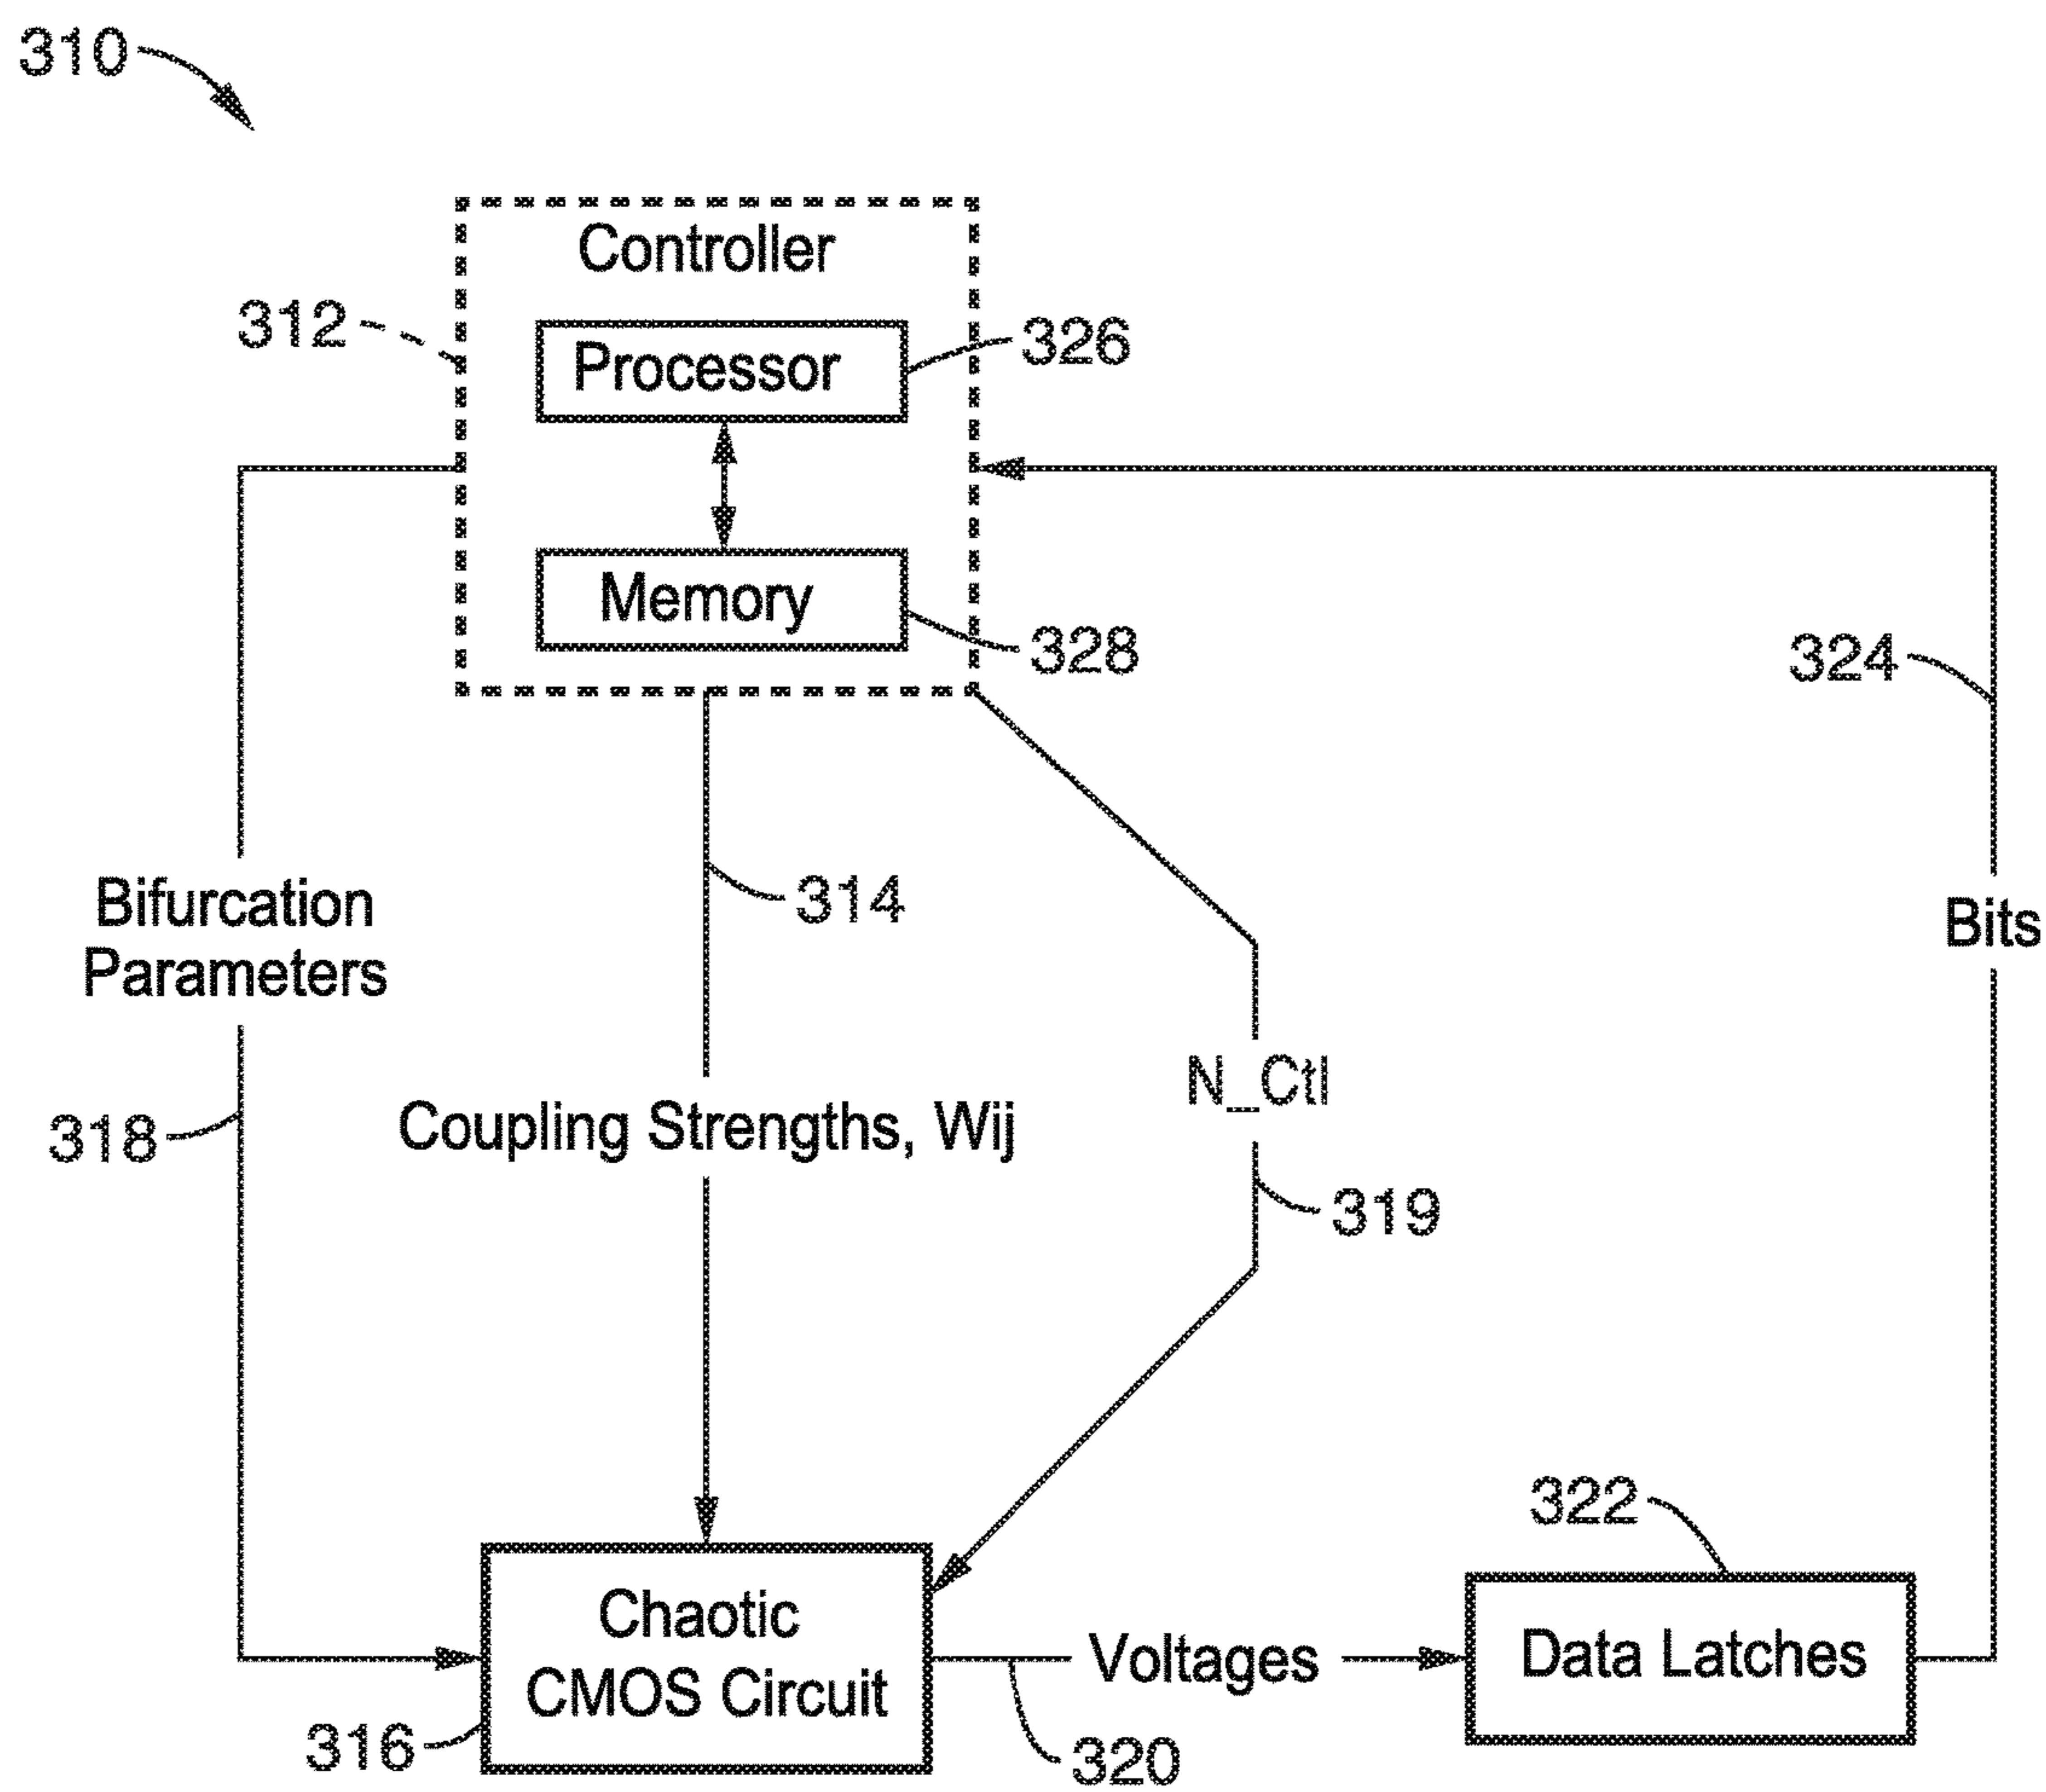 310
Controller
312
Processor
326
Memory
328
324
314
Bifurcation
Parameters
Bits
N_Ctl
318
Coupling Strengths, Wij
319
322
Chaotic
CMOS Circuit
Voltages
Data Latches
316
320